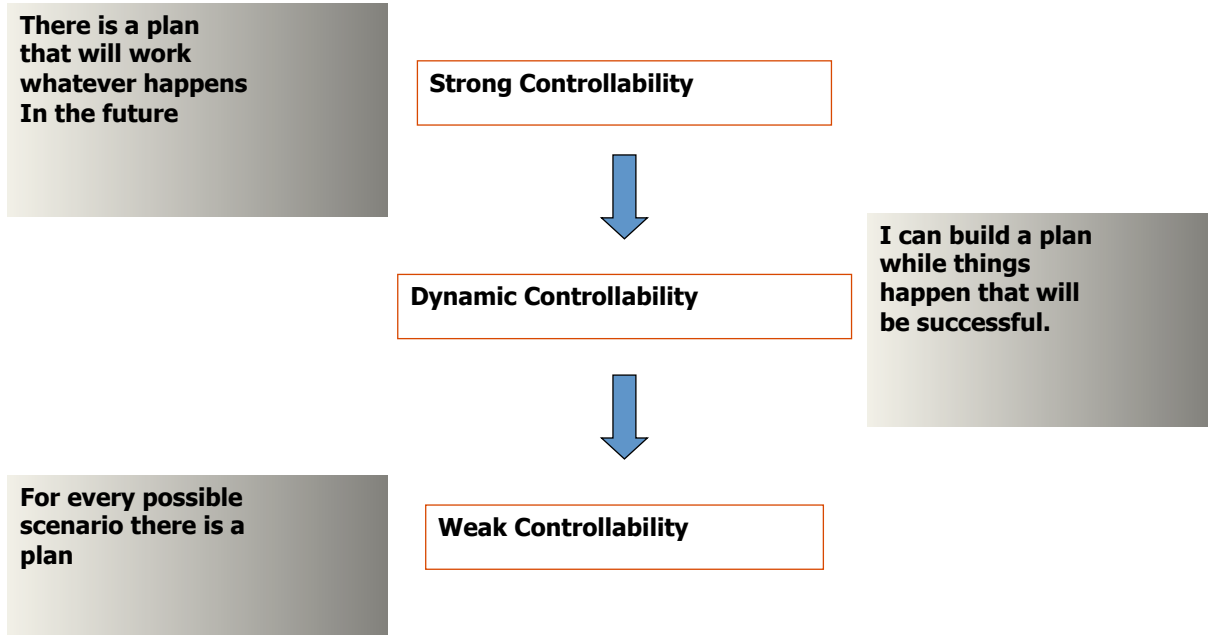 There is a plan
that will work
whatever happens
In the future
Strong Controllability
I can build a plan
while things
happen that will
be successful.
Dynamic Controllability
For every possible
scenario there is a
plan
Weak Controllability